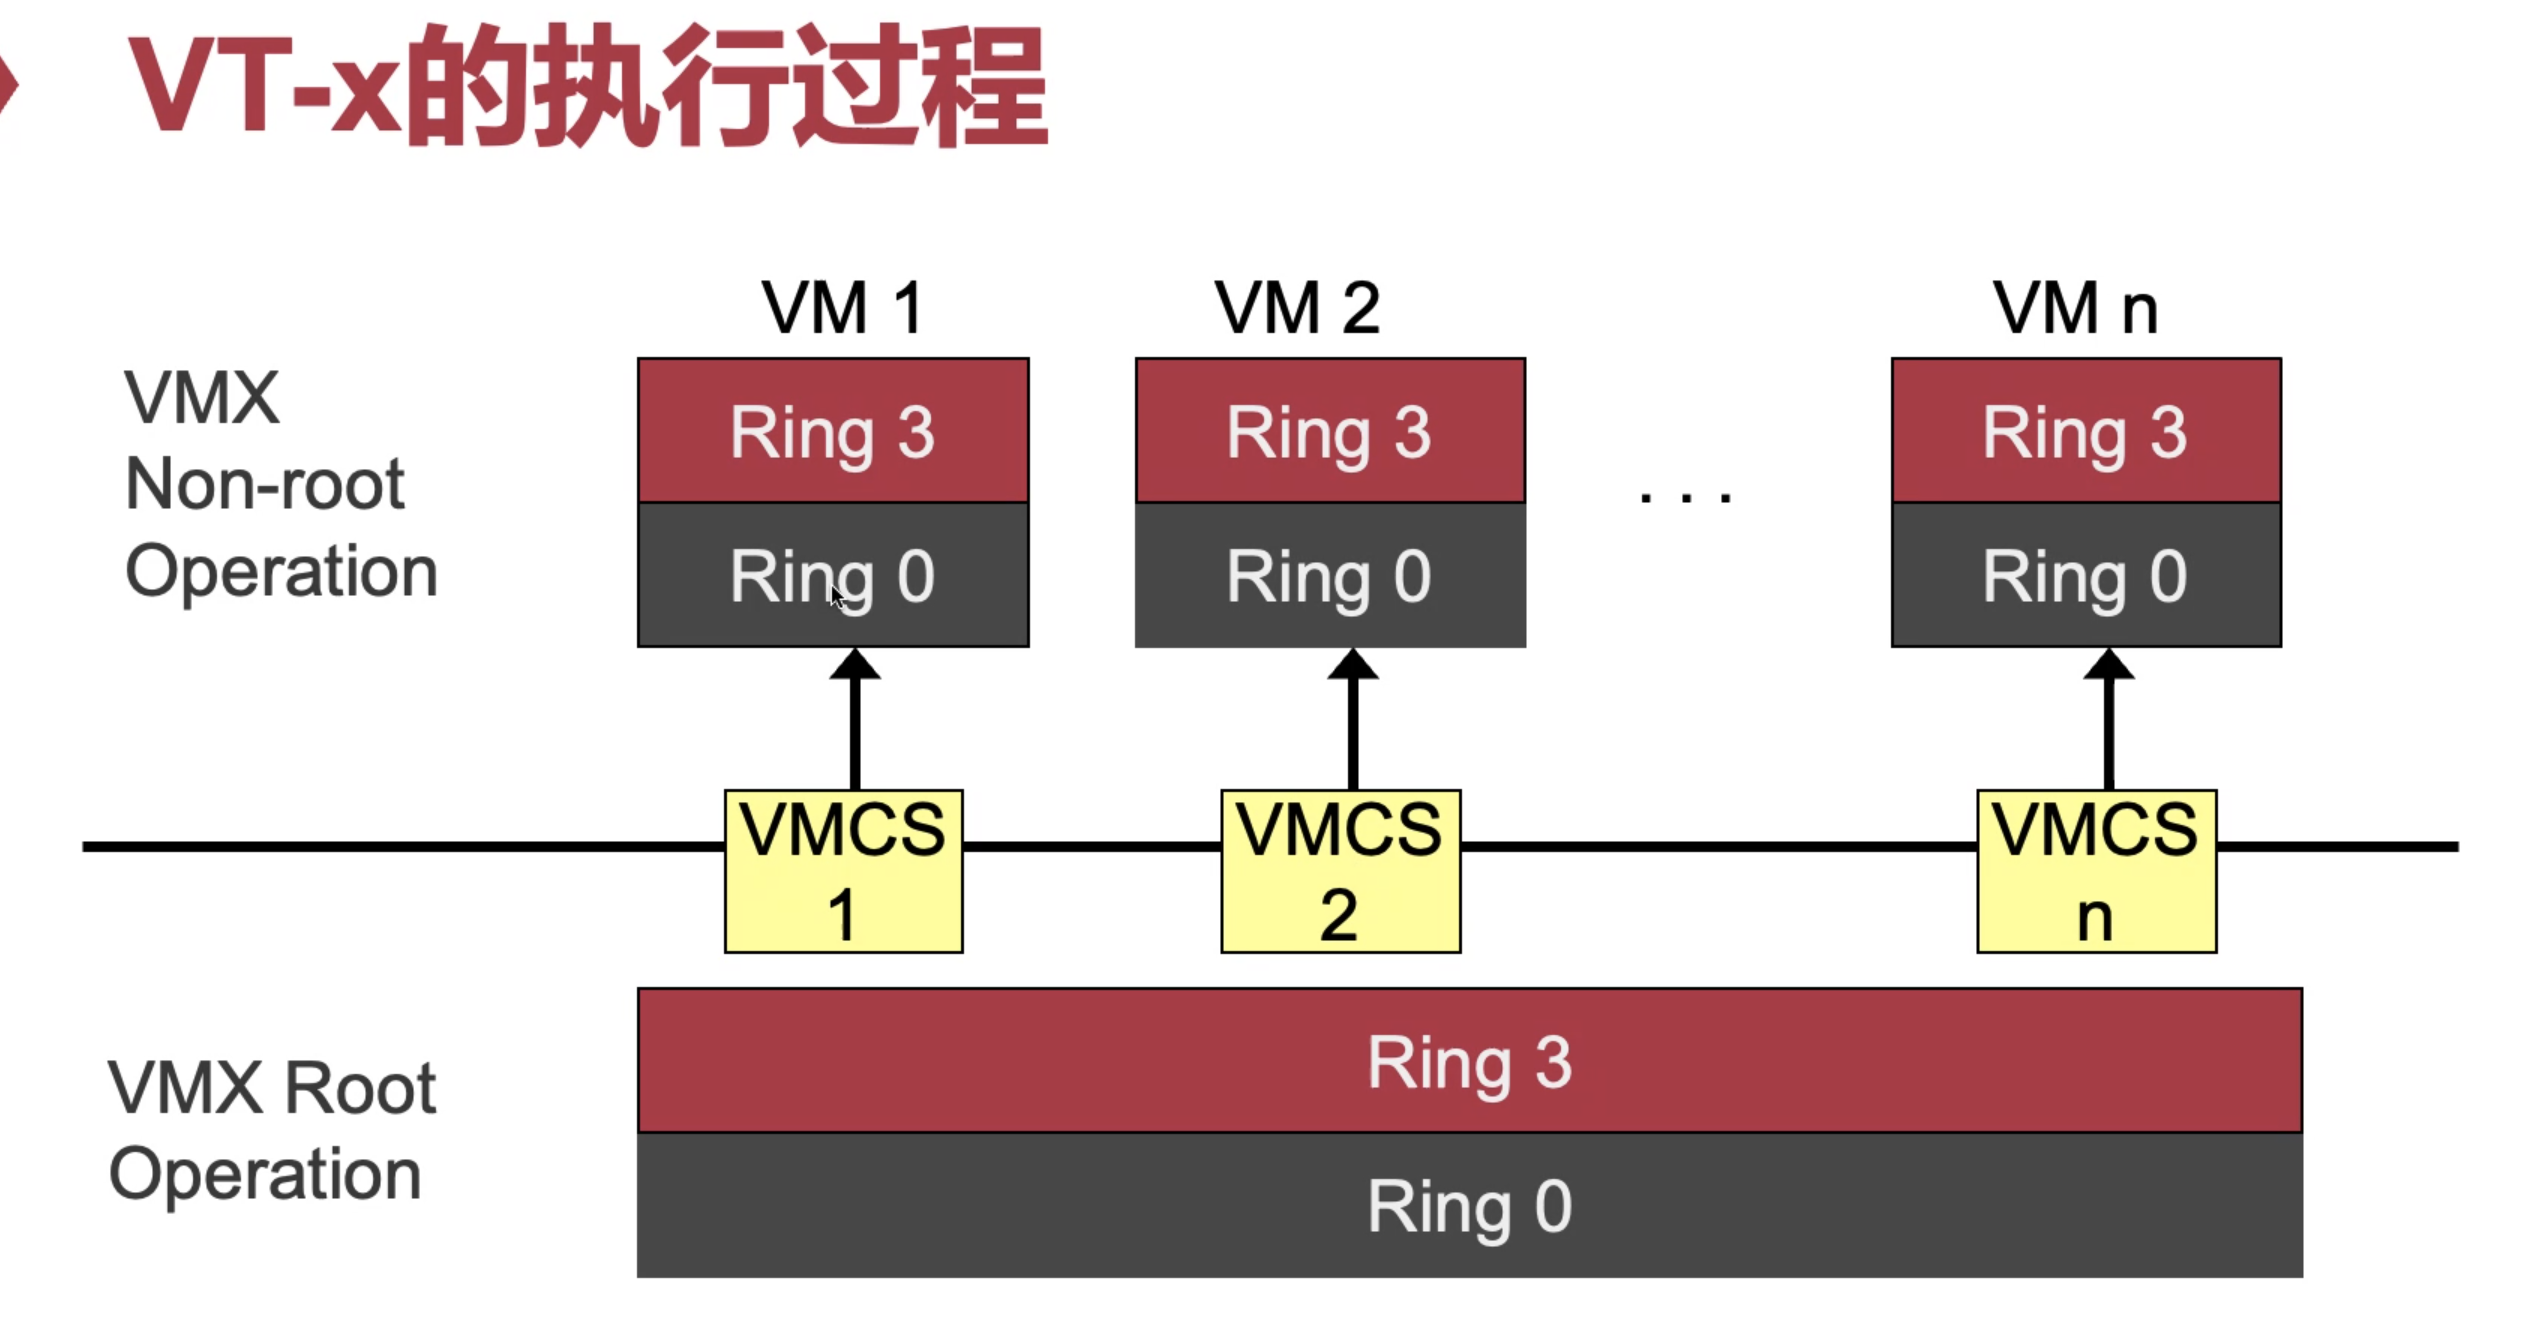 VT-x的执行过程
VM 1
VM 2
VM n
VMX
Non-root
Operation
Ring 3
Ring 3
Ring 3
. . .
Ring 0
Ring 0
Ring 0
VMCS
1
VMCS
2
VMCS
n
VMX Root
Operation
Ring 3
Ring 0